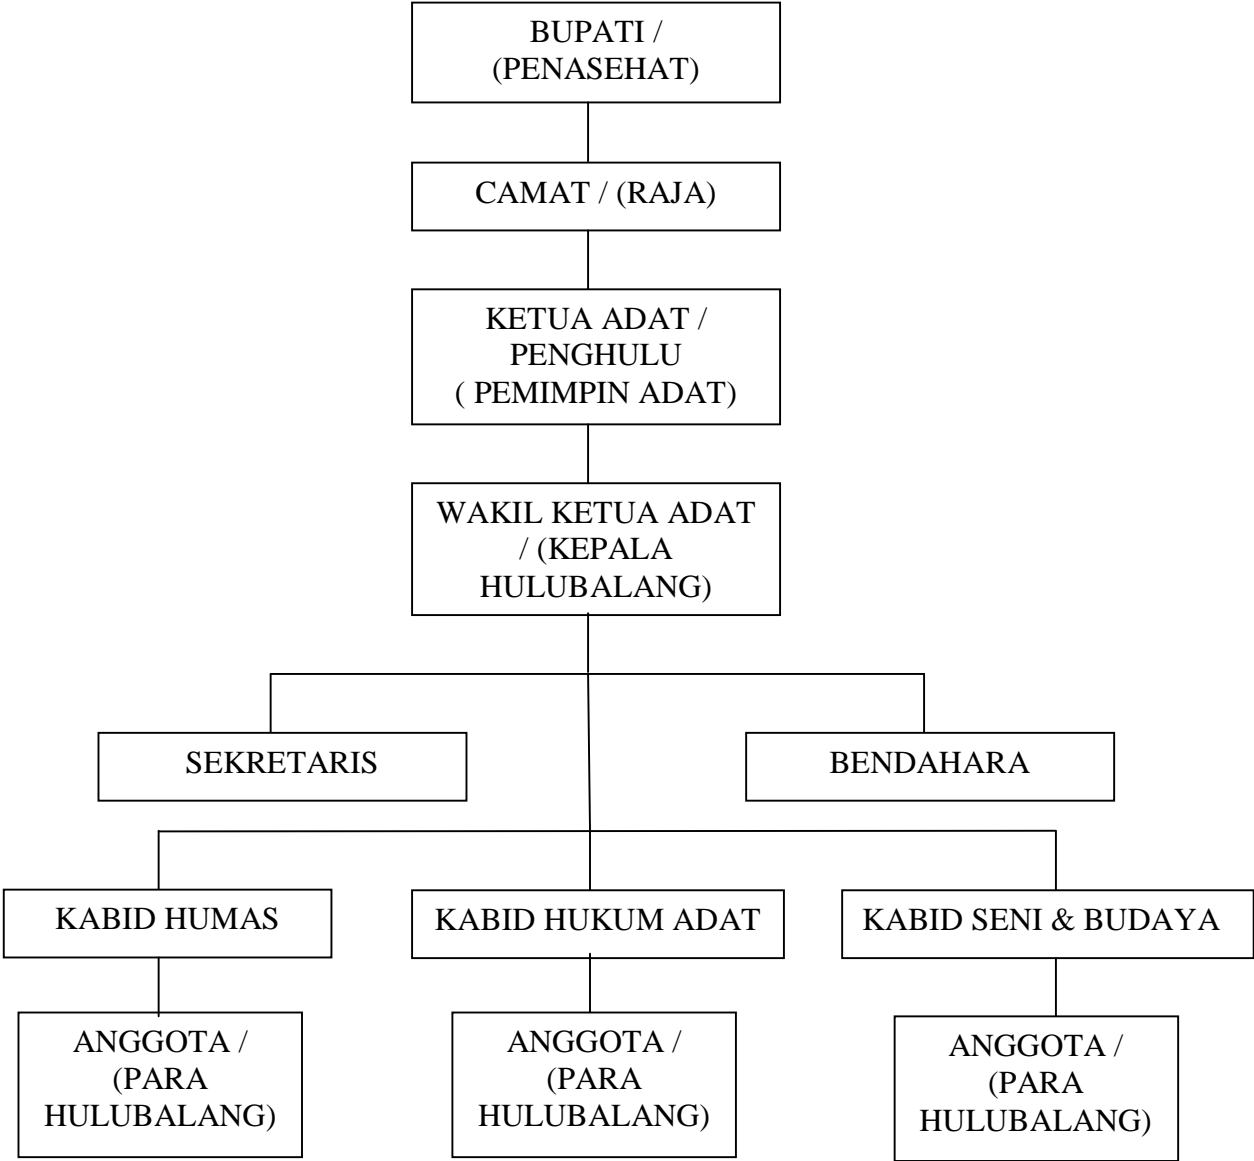 BUPATI /
(PENASEHAT)
CAMAT / (RAJA)
KETUA ADAT /
PENGHULU
( PEMIMPIN ADAT)
WAKIL KETUA ADAT
/ (KEPALA
HULUBALANG)
SEKRETARIS
BENDAHARA
KABID HUMAS
KABID HUKUM ADAT
KABID SENI & BUDAYA
ANGGOTA /
(PARA
HULUBALANG)
ANGGOTA /
(PARA
HULUBALANG)
ANGGOTA /
(PARA
HULUBALANG)